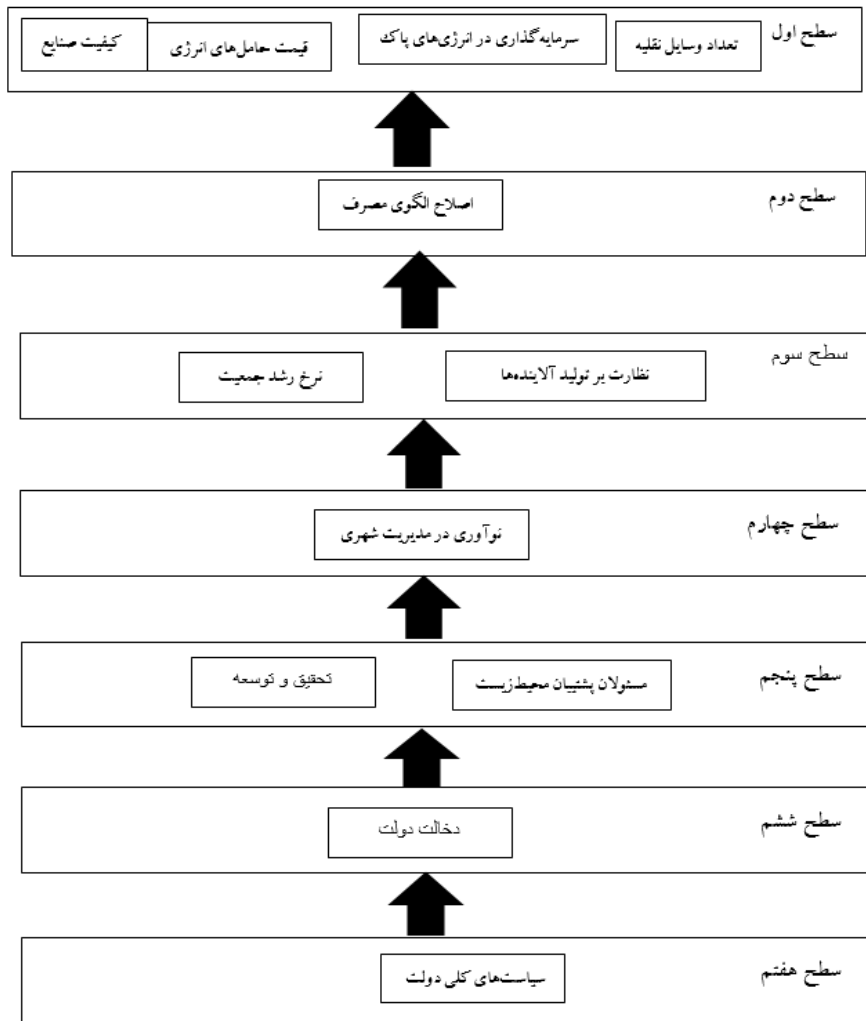 سطح اول
تعداد وسایل نقلیه
سرمایه‌گذاری در انرژی‌های پاک
قیمت حامل‌های انرژی
کیفیت صنایع
سطح دوم
اصلاح الگوی مصرف
سطح سوم
نظارت بر تولید آلاینده‌ها
نرخ رشد جمعیت
سطح چهارم
نوآوری در مدیریت شهری
سطح پنجم
مسئولان پشتیبان محیط‌زیست
تحقیق و توسعه
سطح ششم
دخالت دولت
سطح هفتم
سیاست‌های کلی دولت